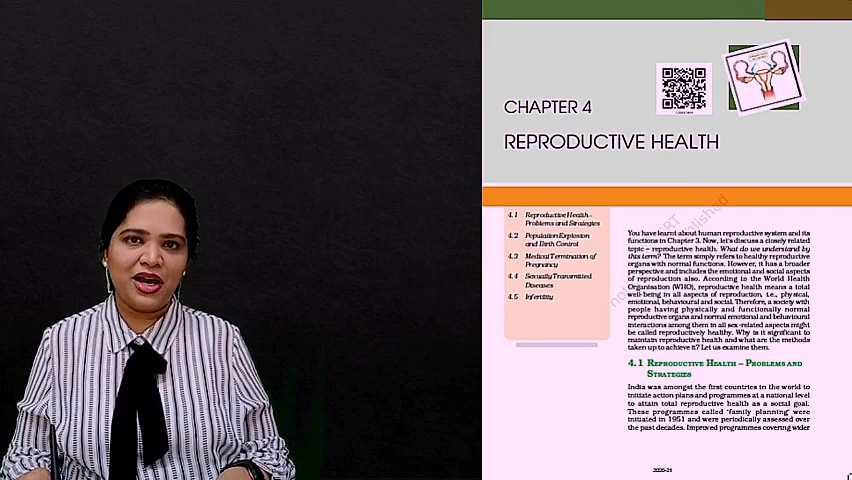 CHAPTER 4
REPRODUCTIVE HEALTH
4.1 Reproductive Health –
Problems and Strategies
4.2 Population Explosion
and Birth Control
4.3 Medical Termination of
Pregnancy
4.4 Sexually Transmitted
Diseases
4.5 Infertility
You have learnt about human reproductive system and its
functions in Chapter 3. Now, let's discuss a closely related
topic – reproductive health. What do we understand by
this term? The term simply refers to healthy reproductive
organs with normal functions. However, it has a broader
perspective and includes the emotional and social aspects
of reproduction also. According to the World Health
Organisation (WHO), reproductive health means a total
well-being in all aspects of reproduction, i.e., physical,
emotional, behavioural and social. Therefore, a society with
people having physically and functionally normal
reproductive organs and normal emotional and behavioural
interactions among them in all sex-related aspects might
be called reproductively healthy. Why is it significant to
maintain reproductive health and what are the methods
taken up to achieve it? Let us examine them.
4.1 REPRODUCTIVE HEALTH – PROBLEMS AND
STRATEGIES
India was amongst the first countries in the world to
initiate action plans and programmes at a national level
to attain total reproductive health as a social goal.
These programmes called 'family planning' were
initiated in 1951 and were periodically assessed over
the past decades. Improved programmes covering wider
2020-21